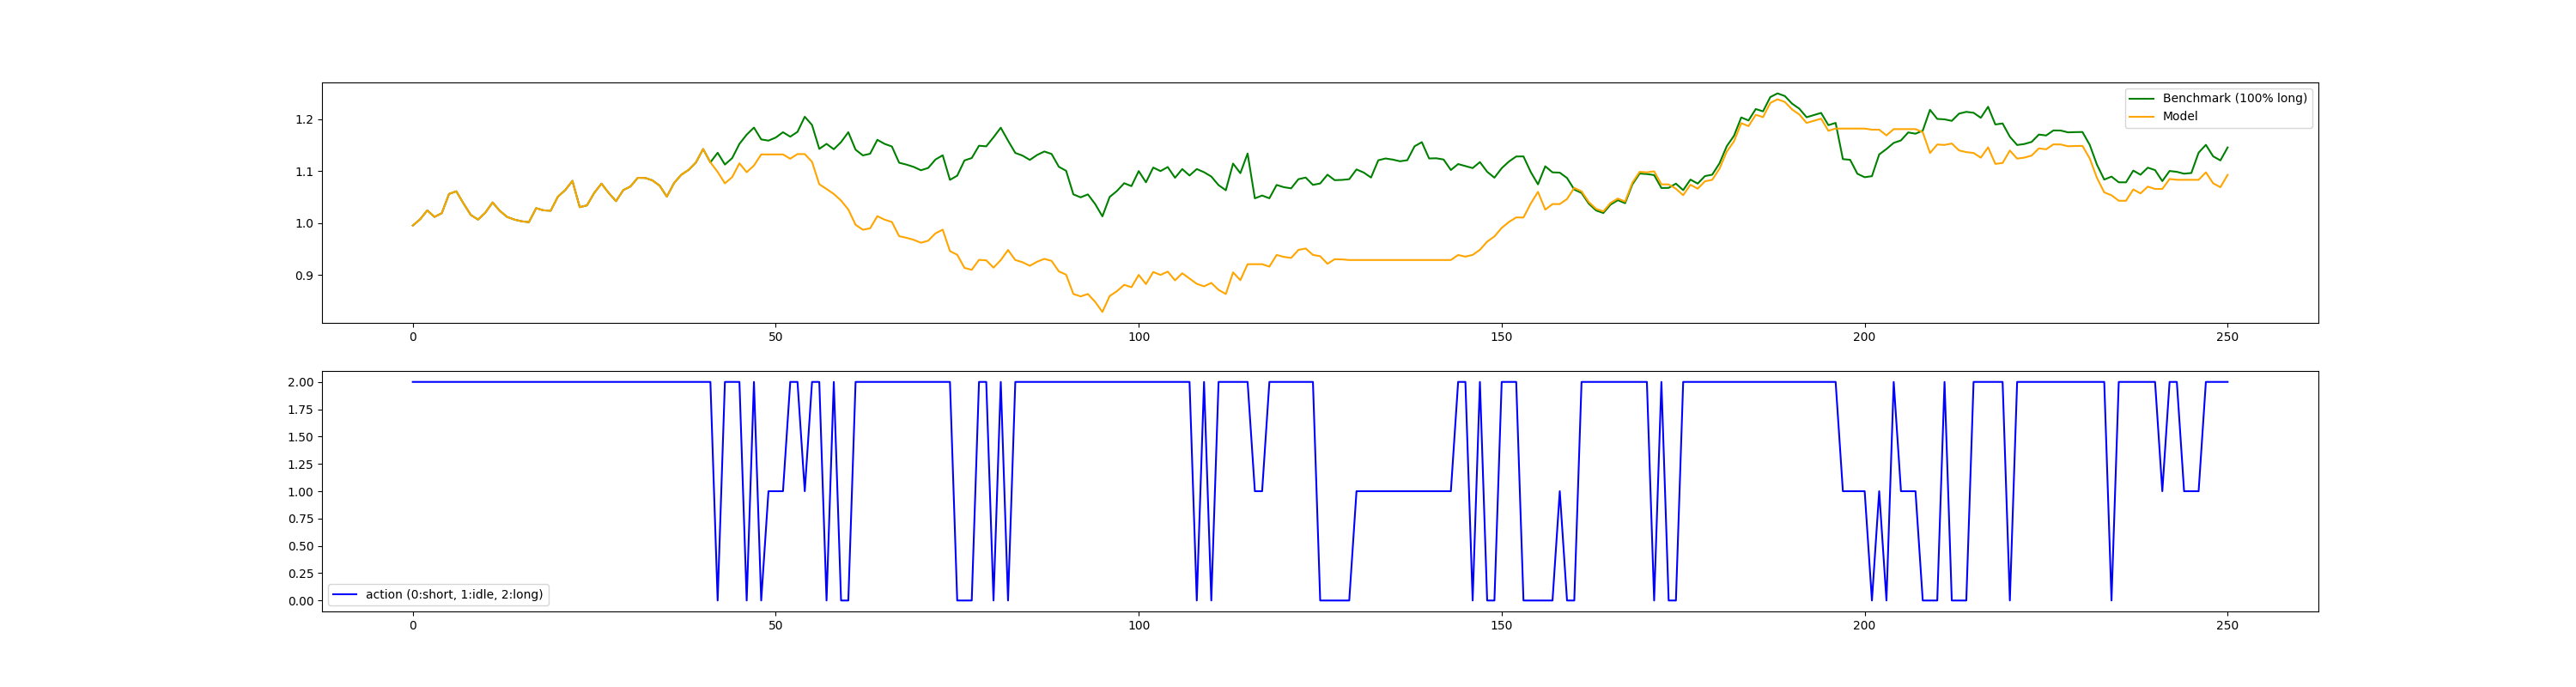 1.2
1.1
1.0
0.9
Benchmark (100% long)
Model
0 50 100 150 200 250
2.00
1.75
1.50
1.25
1.00
0.75
0.50
0.25
0.00
action (0:short, 1:idle, 2:long)
0 50 100 150 200 250